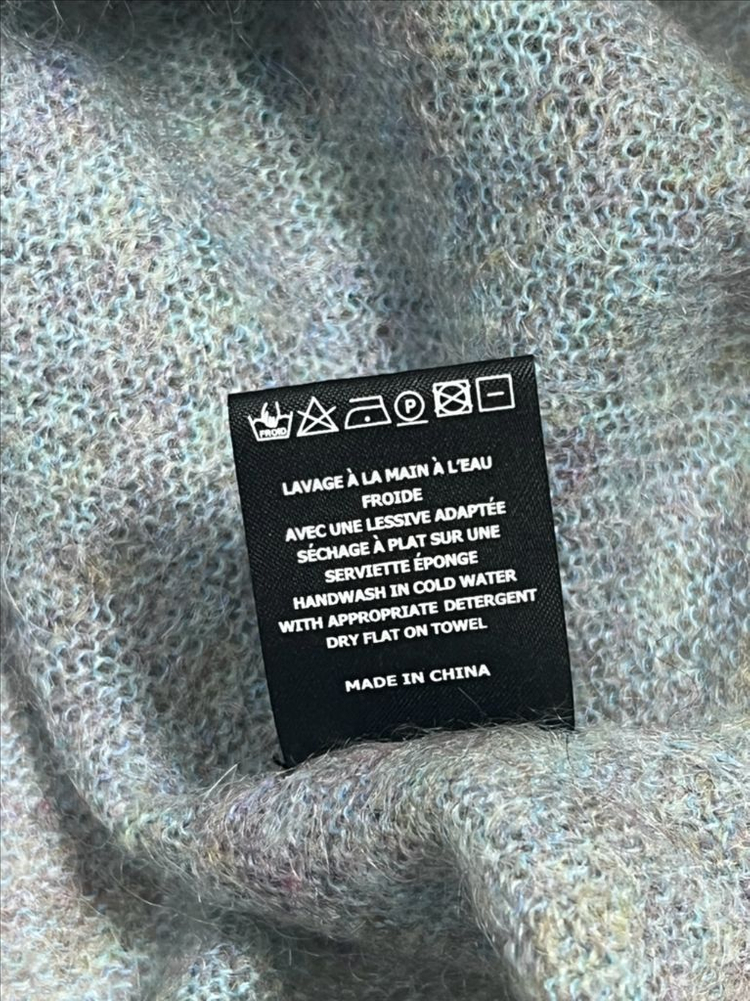 FROID P
LAVAGE À LA MAIN À L'EAU
FROIDE
AVEC UNE LESSIVE ADAPTÉE
SÉCHAGE À PLAT SUR UNE
SERVIETTE ÉPONGE
HANDWASH IN COLD WATER
WITH APPROPRIATE DETERGENT
DRY FLAT ON TOWEL
MADE IN CHINA